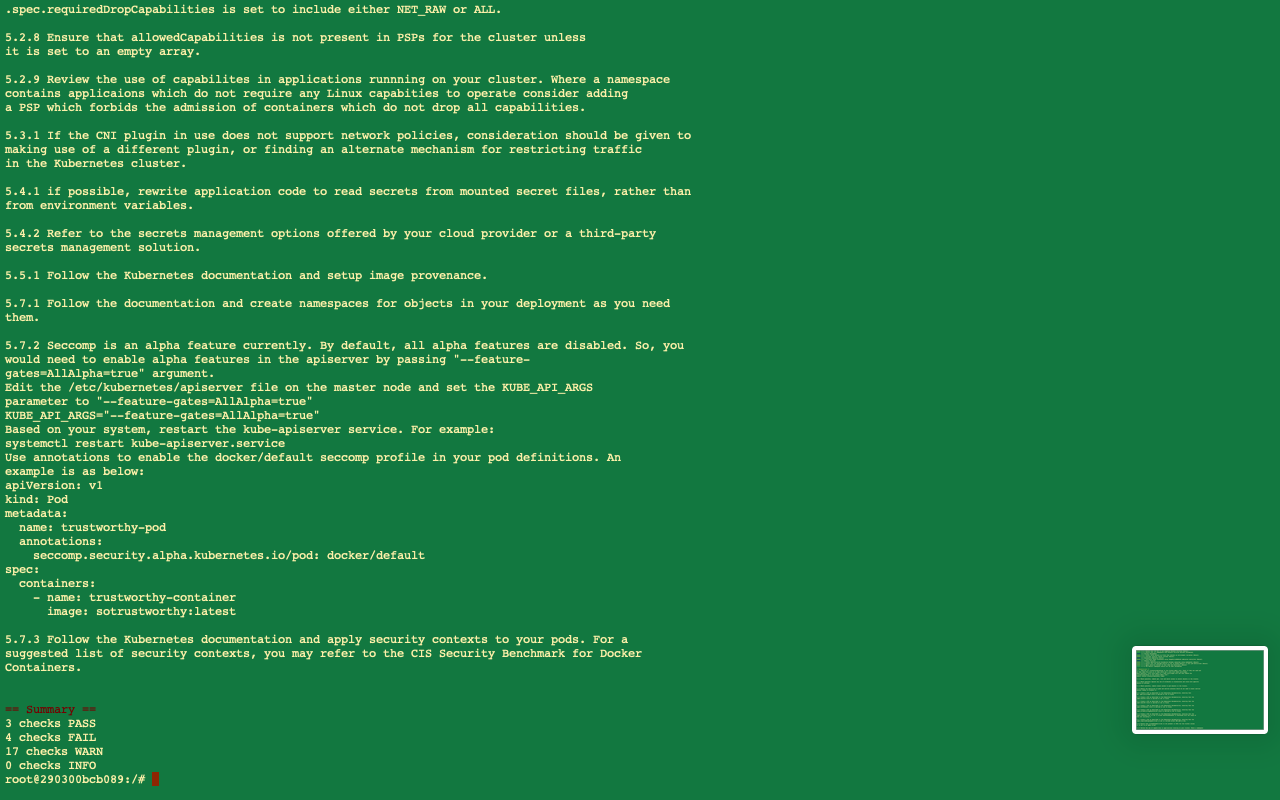 .spec.requiredDropCapabilities is set to include either NET_RAW or ALL.
5.2.8 Ensure that allowedCapabilities is not present in PSPs for the cluster unless
it is set to an empty array.
5.2.9 Review the use of capabilites in applications runnning on your cluster. Where a namespace
contains applicaions which do not require any Linux capabities to operate consider adding
a PSP which forbids the admission of containers which do not drop all capabilities.
5.3.1 If the CNI plugin in use does not support network policies, consideration should be given to
making use of a different plugin, or finding an alternate mechanism for restricting traffic
in the Kubernetes cluster.
5.4.1 if possible, rewrite application code to read secrets from mounted secret files, rather than
from environment variables.
5.4.2 Refer to the secrets management options offered by your cloud provider or a third-party
secrets management solution.
5.5.1 Follow the Kubernetes documentation and setup image provenance.
5.7.1 Follow the documentation and create namespaces for objects in your deployment as you need
them.
5.7.2 Seccomp is an alpha feature currently. By default, all alpha features are disabled. So, you
would need to enable alpha features in the apiserver by passing "--feature-
gates=AllAlpha=true" argument.
Edit the /etc/kubernetes/apiserver file on the master node and set the KUBE_API_ARGS
parameter to "--feature-gates=AllAlpha=true"
KUBE_API_ARGS="--feature-gates=AllAlpha=true"
Based on your system, restart the kube-apiserver service. For example:
systemctl restart kube-apiserver.service
Use annotations to enable the docker/default seccomp profile in your pod definitions. An
example is as below:
apiVersion: v1
kind: Pod
metadata:
  name: trustworthy-pod
  annotations:
    seccomp.security.alpha.kubernetes.io/pod: docker/default
spec:
  containers:
    - name: trustworthy-container
      image: sotrustworthy:latest
5.7.3 Follow the Kubernetes documentation and apply security contexts to your pods. For a
suggested list of security contexts, you may refer to the CIS Security Benchmark for Docker
Containers.
== Summary ==
3 checks PASS
4 checks FAIL
17 checks WARN
0 checks INFO
root@290300bcb089:/#